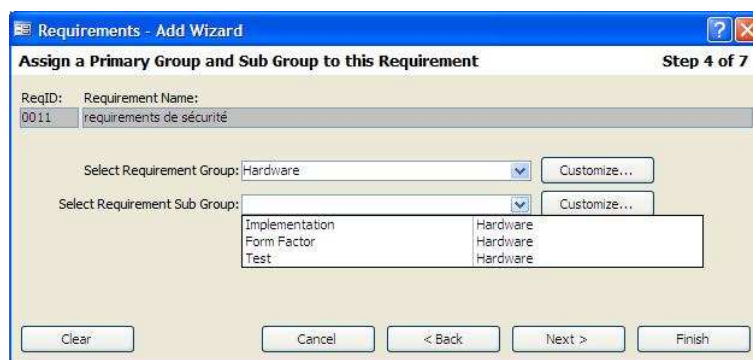 Requirements - Add Wizard
Assign a Primary Group and Sub Group to this Requirement Step 4 of 7
ReqID: Requirement Name:
0011 requirements de sécurité
Select Requirement Group: Hardware Customize...
Select Requirement Sub Group: Customize...
Implementation Hardware
Form Factor Hardware
Test Hardware
Clear Cancel < Back Next > Finish